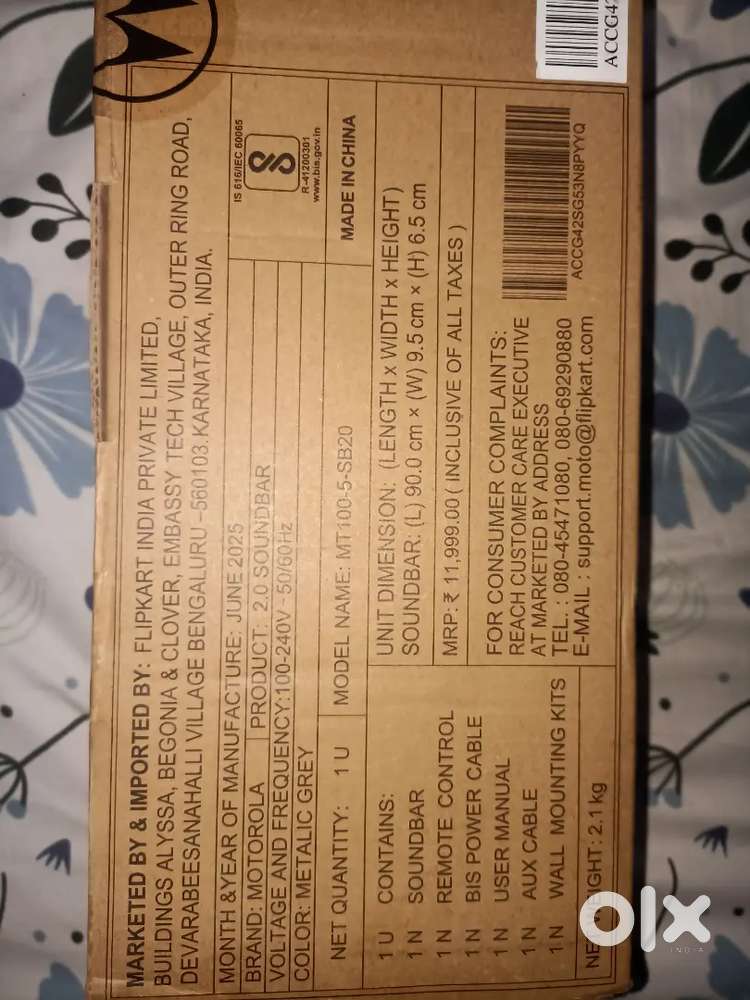 MARKETED BY & IMPORTED BY: FLIPKART INDIA PRIVATE LIMITED,
BUILDINGS ALYSSA, BEGONIA & CLOVER, EMBASSY TECH VILLAGE, OUTER RING ROAD,
DEVARABEESANAHALLI VILLAGE BENGALURU -560103.KARNATAKA, INDIA.
MONTH &YEAR OF MANUFACTURE: JUNE 2025
BRAND: MOTOROLA
PRODUCT: 2.0 SOUNDBAR
VOLTAGE AND FREQUENCY:100-240V - 50/60Hz
COLOR: METALIC GREY
IS 616/IEC 60065
R-41200301
www.bis.gov.in
NET QUANTITY: 1 U
MODEL NAME: MT100-5-SB20
MADE IN CHINA
1 U CONTAINS:
1 N SOUNDBAR
1 N REMOTE CONTROL
1 N BIS POWER CABLE
1 N USER MANUAL
1 N AUX CABLE
1 N WALL MOUNTING KITS
UNIT DIMENSION: (LENGTH x WIDTH x HEIGHT)
SOUNDBAR: (L) 90.0 cm × (W) 9.5 cm × (H) 6.5 cm
MRP: ₹ 11,999.00 ( INCLUSIVE OF ALL TAXES )
FOR CONSUMER COMPLAINTS:
REACH CUSTOMER CARE EXECUTIVE
AT MARKETED BY ADDRESS
TEL. : 080-45471080, 080-69290880
E-MAIL : support.moto@flipkart.com
ACCG42SG53N8PYYQ
: 2.1 kg
ACCG42
olx
INDIA